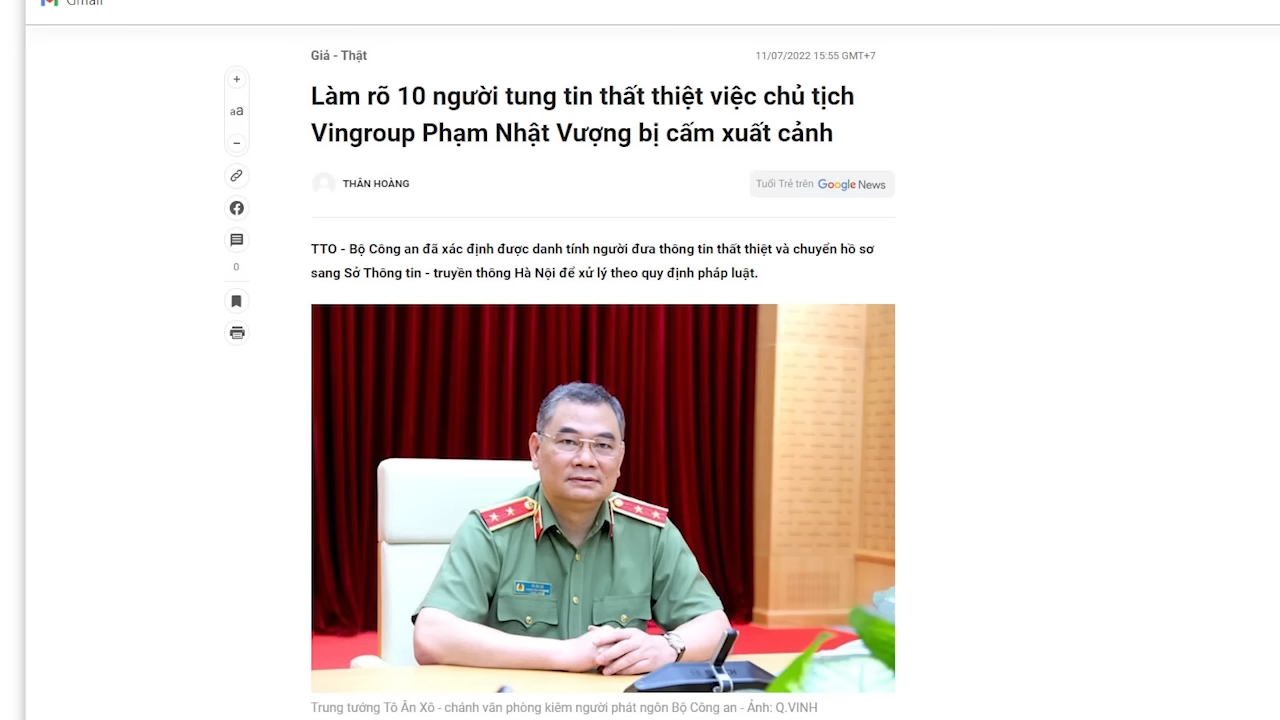 Gmail
Giả - Thật
11/07/2022 15:55 GMT+7
+
aA
Làm rõ 10 người tung tin thất thiệt việc chủ tịch
Vingroup Phạm Nhật Vượng bị cấm xuất cảnh
−
THÂN HOÀNG
Tuổi Trẻ trên Google News
TTO - Bộ Công an đã xác định được danh tính người đưa thông tin thất thiệt và chuyển hồ sơ
0
sang Sở Thông tin - truyền thông Hà Nội để xử lý theo quy định pháp luật.
Trung tướng Tô Ân Xô - chánh văn phòng kiêm người phát ngôn Bộ Công an - Ảnh: Q.VINH